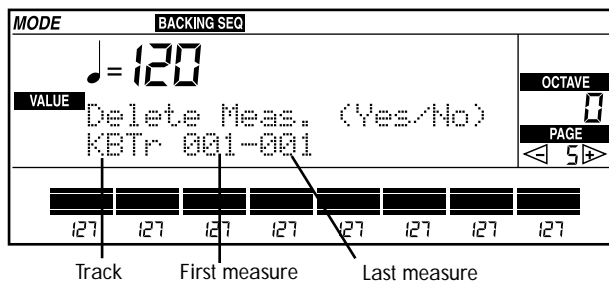 MODE BACKING SEQ
♩=120
OCTAVE
0
VALUE
Delete Meas. (Yes/No)
KBTr 001-001
PAGE
- 5 +
127 127 127 127 127 127 127 127
Track First measure Last measure